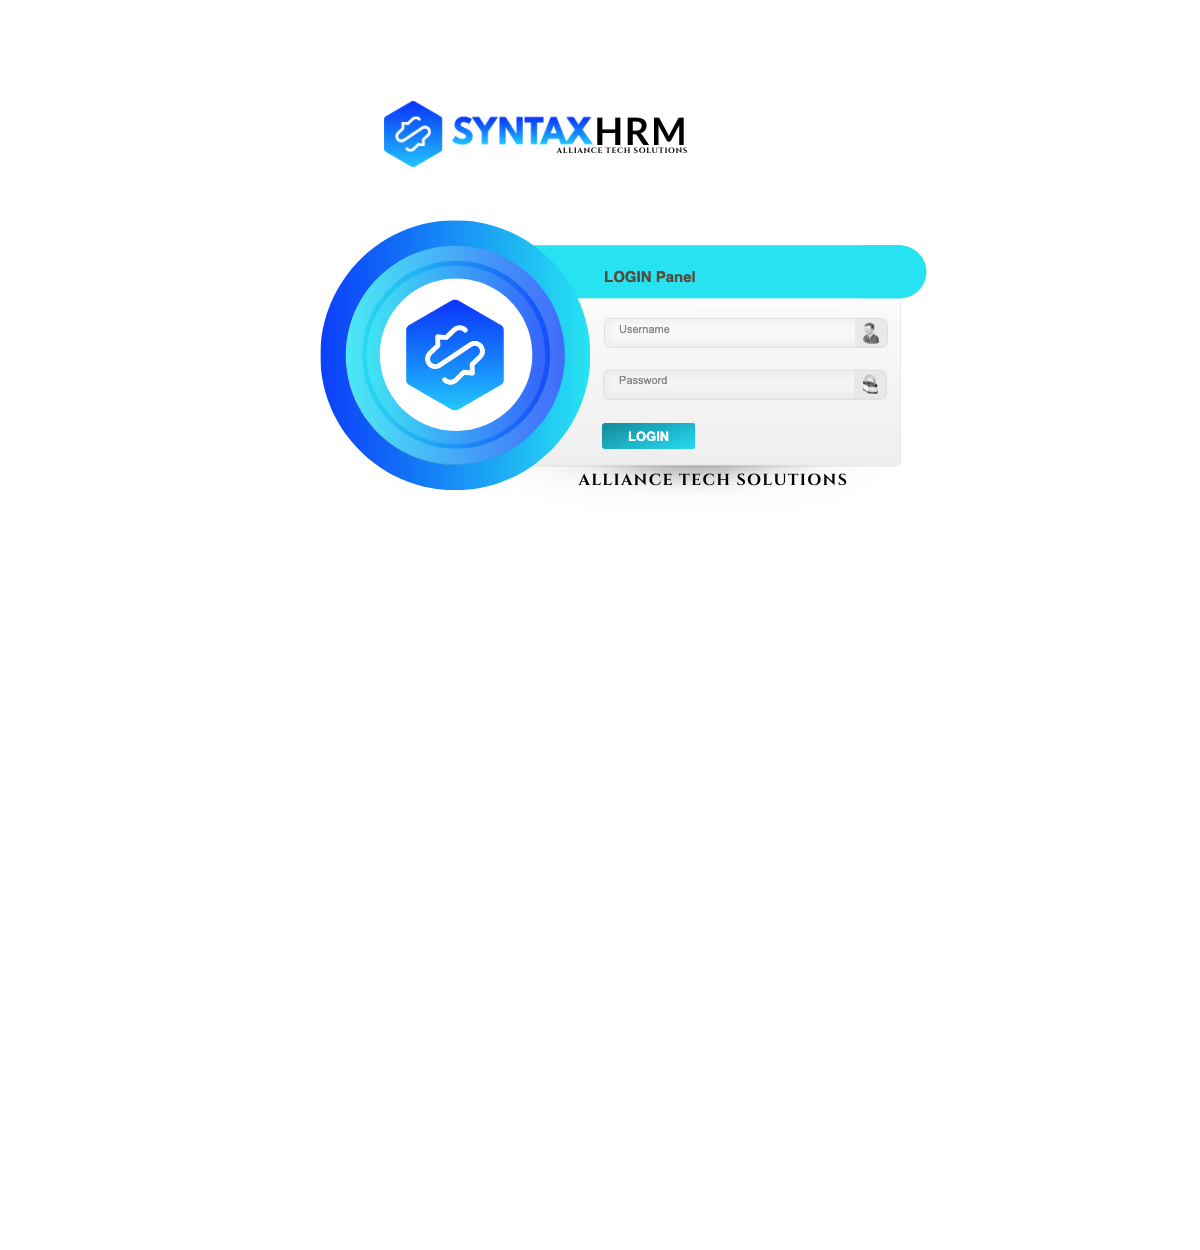 SYNTAXHRM
ALLIANCE TECH SOLUTIONS
LOGIN Panel
Username
Password
LOGIN
ALLIANCE TECH SOLUTIONS